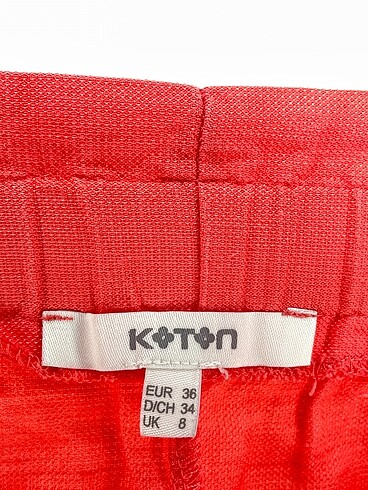 KOTON
EUR 36
D/CH 34
UK 8